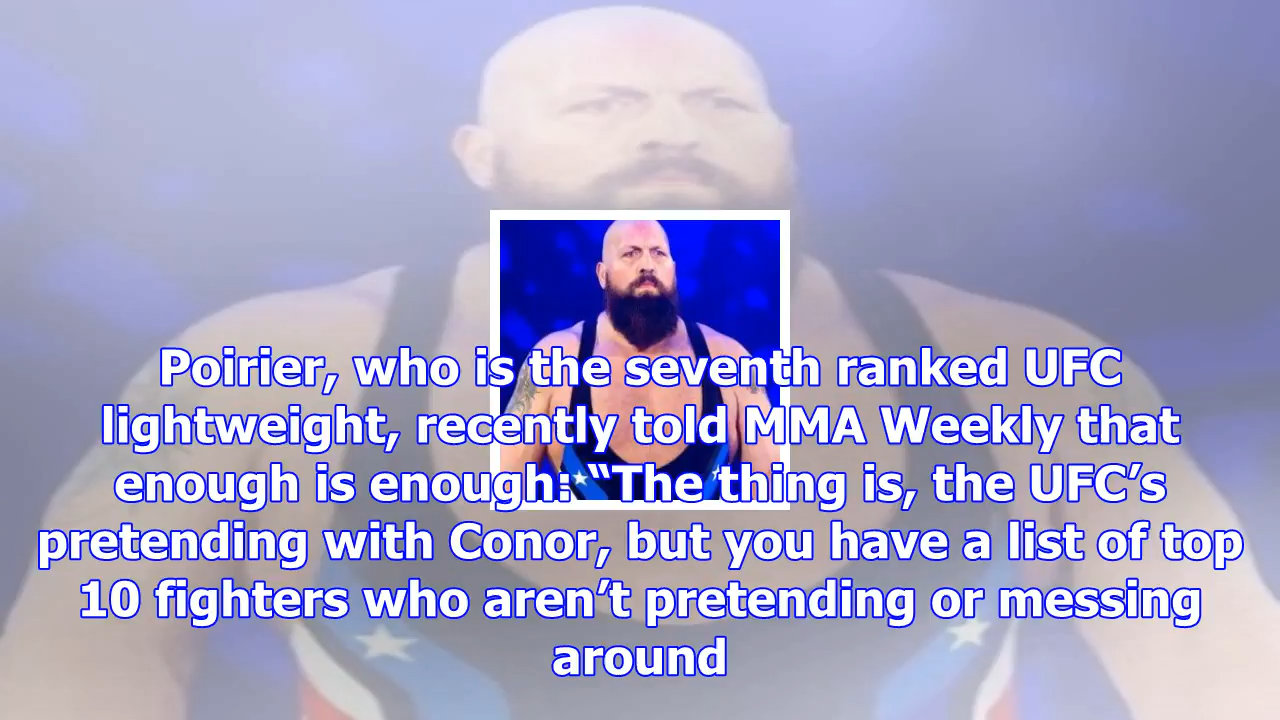 Poirier, who is the seventh ranked UFC
lightweight, recently told MMA Weekly that
enough is enough: “The thing is, the UFC’s
pretending with Conor, but you have a list of top
10 fighters who aren’t pretending or messing
around